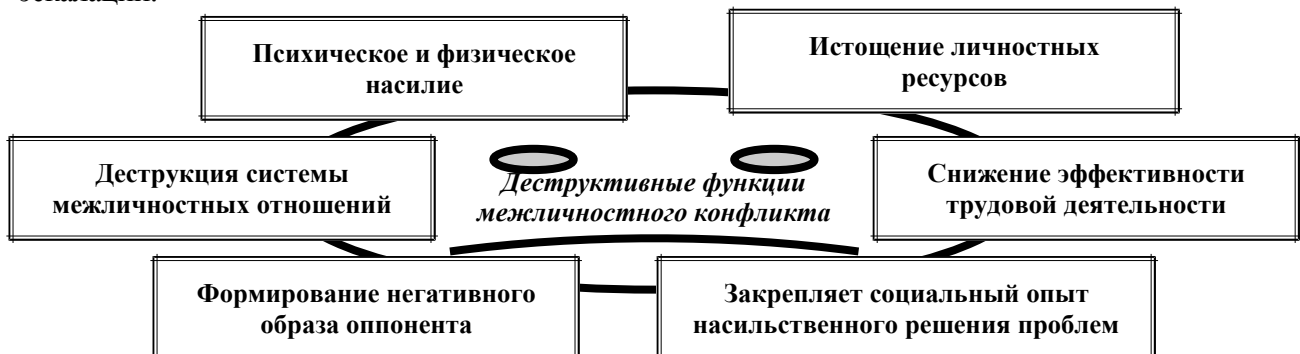 Психическое и физическое
насилие
Истощение личностных
ресурсов
Деструкция системы
межличностных отношений
Деструктивные функции
межличностного конфликта
Снижение эффективности
трудовой деятельности
Формирование негативного
образа оппонента
Закрепляет социальный опыт
насильственного решения проблем